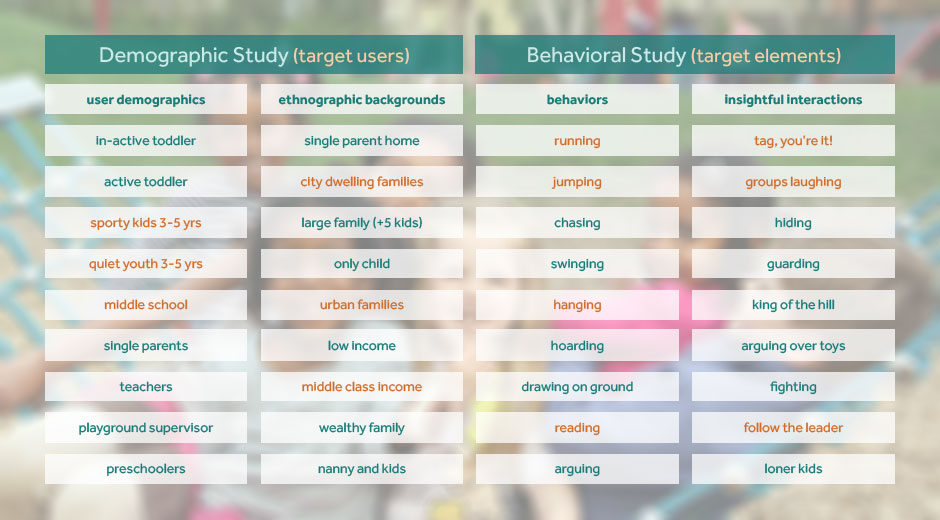 Demographic Study (target users)
Behavioral Study (target elements)
user demographics
ethnographic backgrounds
behaviors
insightful interactions
in-active toddler
single parent home
running
tag, you're it!
active toddler
city dwelling families
jumping
groups laughing
sporty kids 3-5 yrs
large family (+5 kids)
chasing
hiding
quiet youth 3-5 yrs
only child
swinging
guarding
middle school
urban families
hanging
king of the hill
single parents
low income
hoarding
arguing over toys
teachers
middle class income
drawing on ground
fighting
playground supervisor
wealthy family
reading
follow the leader
preschoolers
nanny and kids
arguing
loner kids